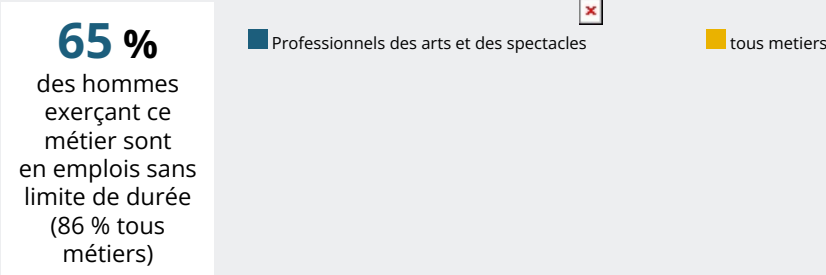 65 %
des hommes
exerçant ce
métier sont
en emplois sans
limite de durée
(86 % tous
métiers)
Professionnels des arts et des spectacles
tous metiers